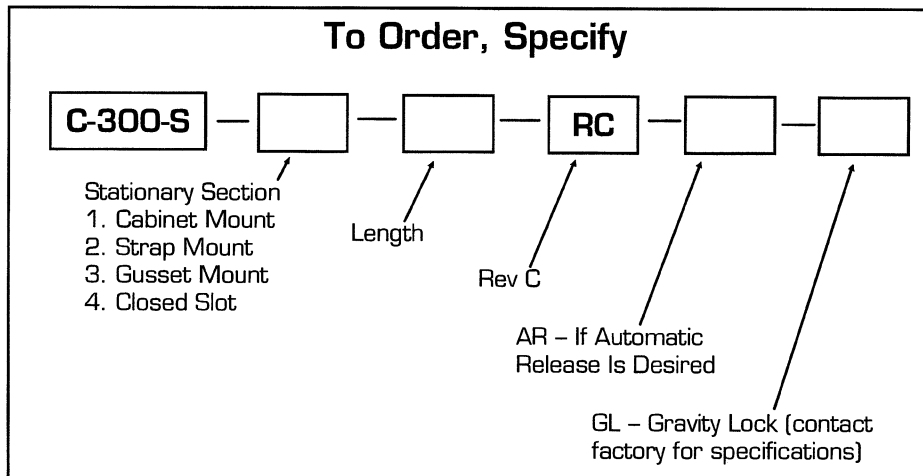 To Order, Specify
C-300-S — — — RC — —
Stationary Section
1. Cabinet Mount
2. Strap Mount
3. Gusset Mount
4. Closed Slot
Length
Rev C
AR – If Automatic
Release Is Desired
GL – Gravity Lock (contact
factory for specifications)